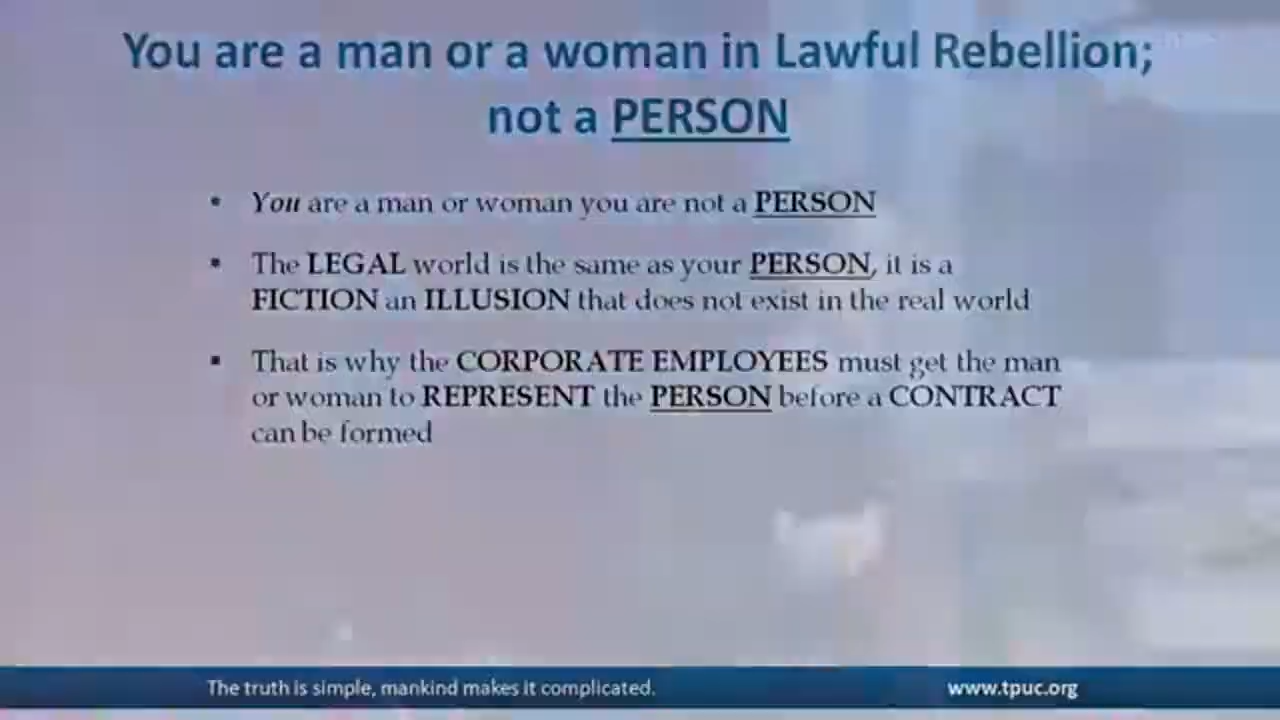 You are a man or a woman in Lawful Rebellion;
not a PERSON
▪ You are a man or woman you are not a PERSON
▪ The LEGAL world is the same as your PERSON, it is a
FICTION an ILLUSION that does not exist in the real world
▪ That is why the CORPORATE EMPLOYEES must get the man
or woman to REPRESENT the PERSON before a CONTRACT
can be formed
The truth is simple, mankind makes it complicated.
www.tpuc.org